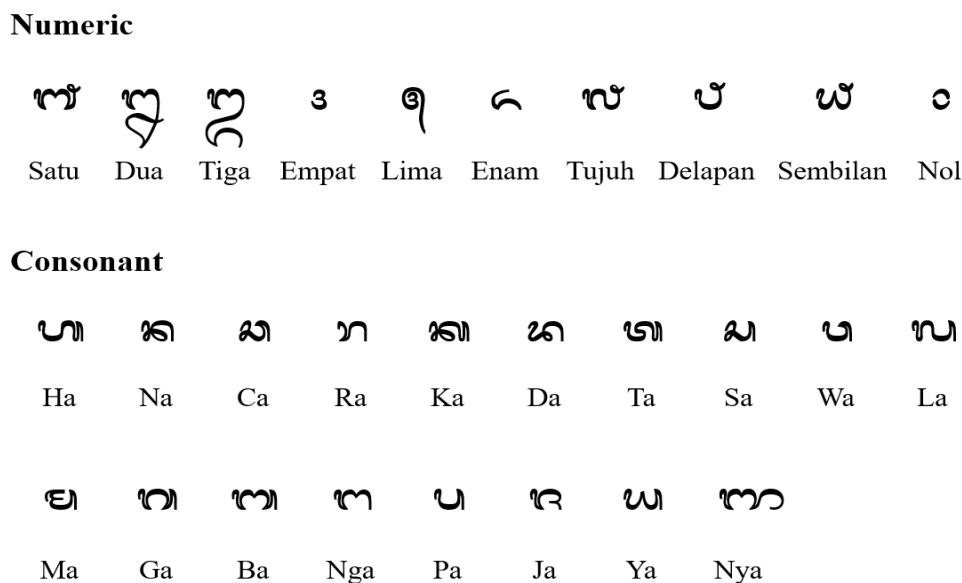 Numeric
᭑ ᭒ ᭓ ᭔ ᭕ ᭖ ᭗ ᭘ ᭙ ᭐
Satu Dua Tiga Empat Lima Enam Tujuh Delapan Sembilan Nol
Consonant
ᬳ ᬦ ᬘ ᬭ ᬓ ᬤ ᬢ ᬲ ᬯ ᬮ
Ha Na Ca Ra Ka Da Ta Sa Wa La
ᬫ ᬕ ᬩ ᬗ ᬧ ᬚ ᬬ ᬜ
Ma Ga Ba Nga Pa Ja Ya Nya